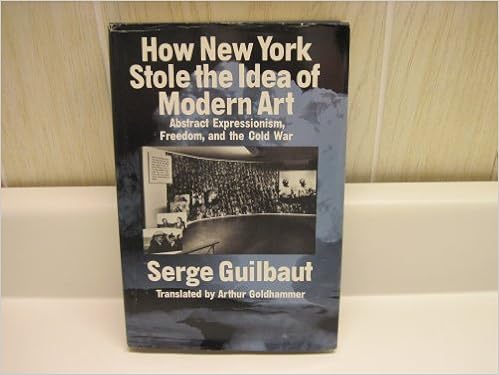 How New York
Stole the Idea of
Modern Art
Abstract Expressionism,
Freedom, and the Cold War
Serge Guilbaut
Translated by Arthur Goldhammer